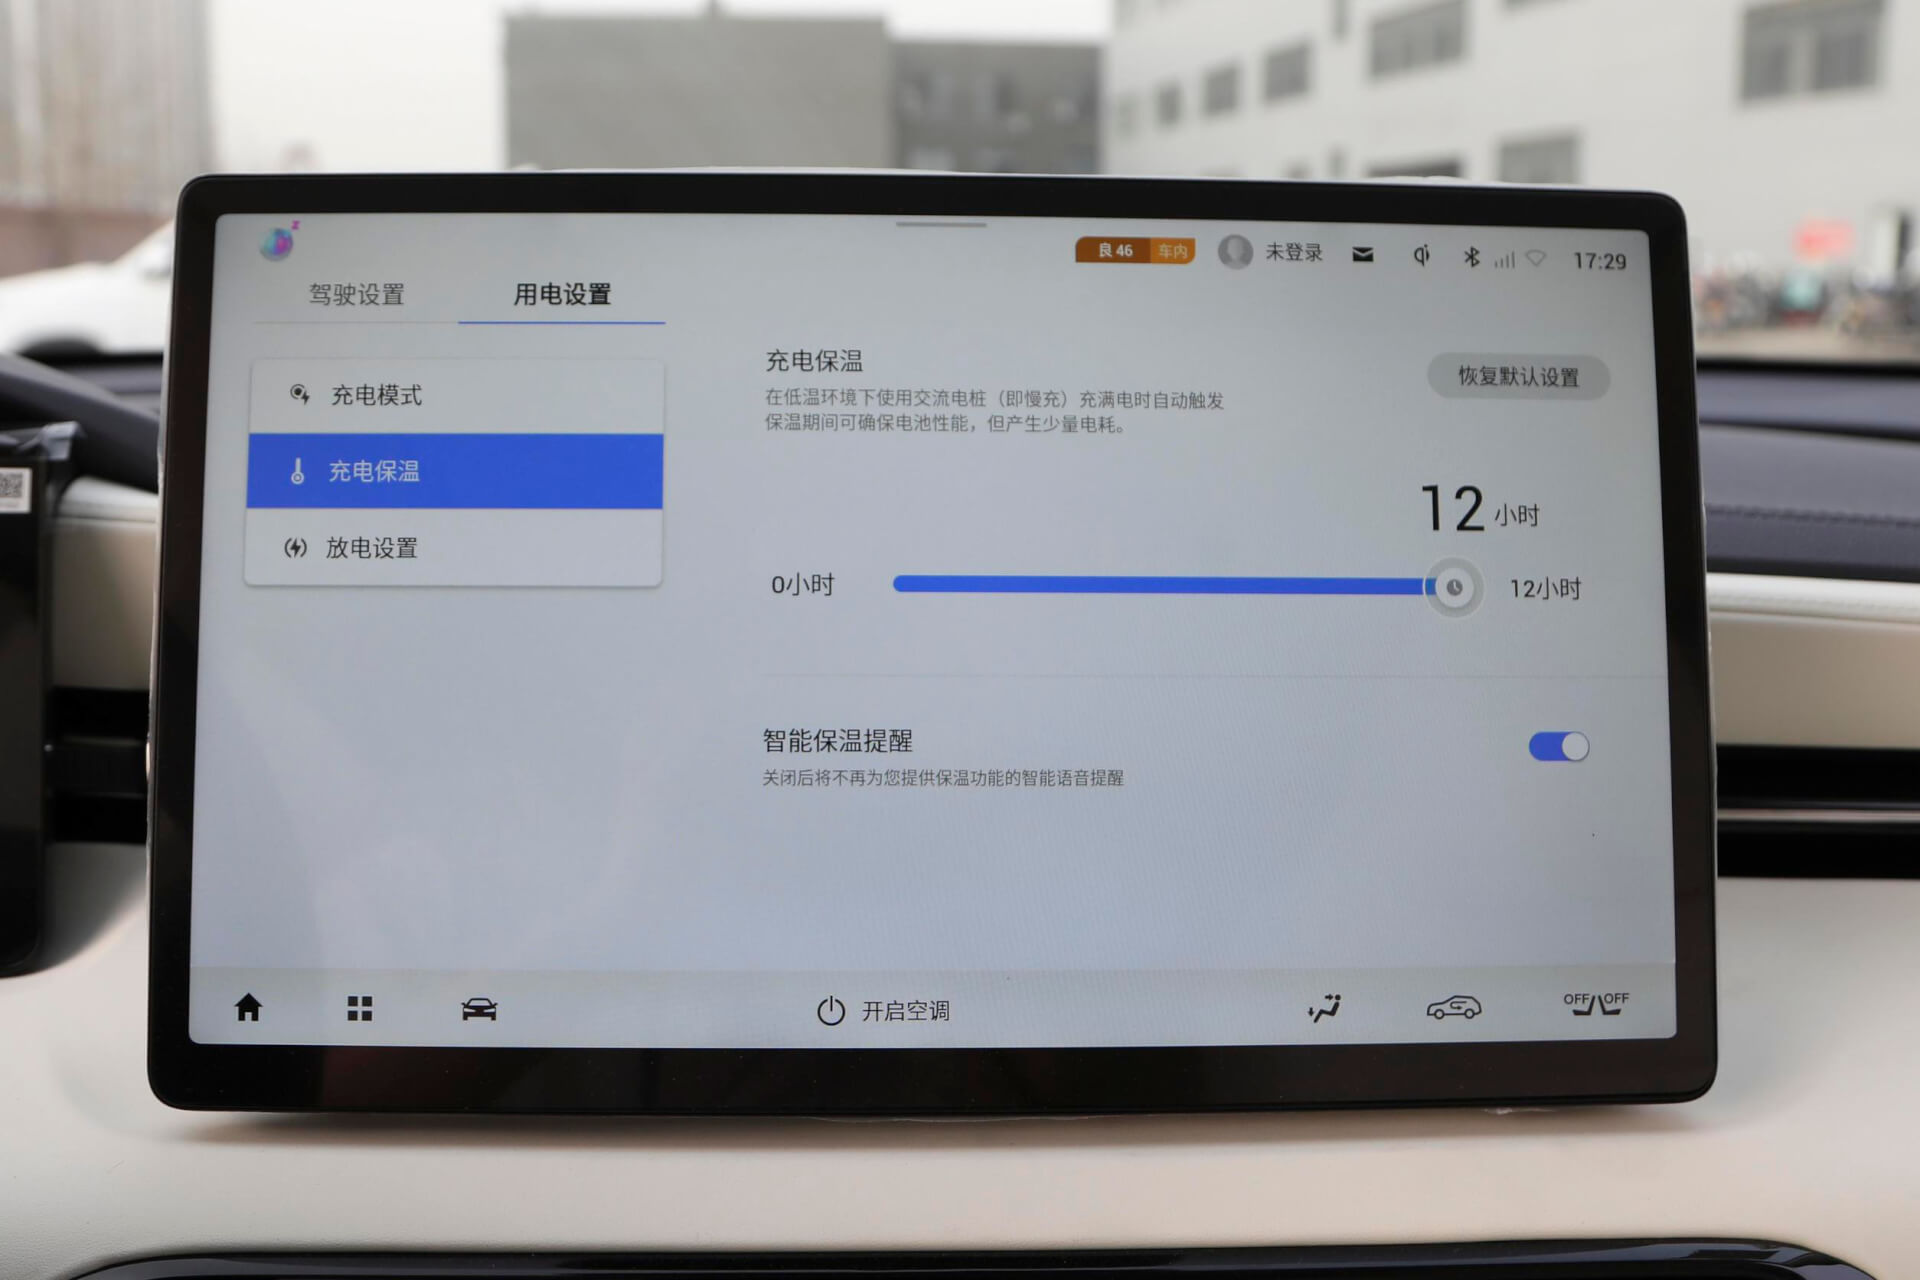 z
良 46 车内 未登录 17:29
驾驶设置 用电设置
充电模式
充电保温
放电设置
充电保温
恢复默认设置
在低温环境下使用交流电桩（即慢充）充满电时自动触发
保温期间可确保电池性能，但产生少量电耗。
12 小时
0小时 12小时
智能保温提醒
关闭后将不再为您提供保温功能的智能语音提醒
开启空调
OFF OFF